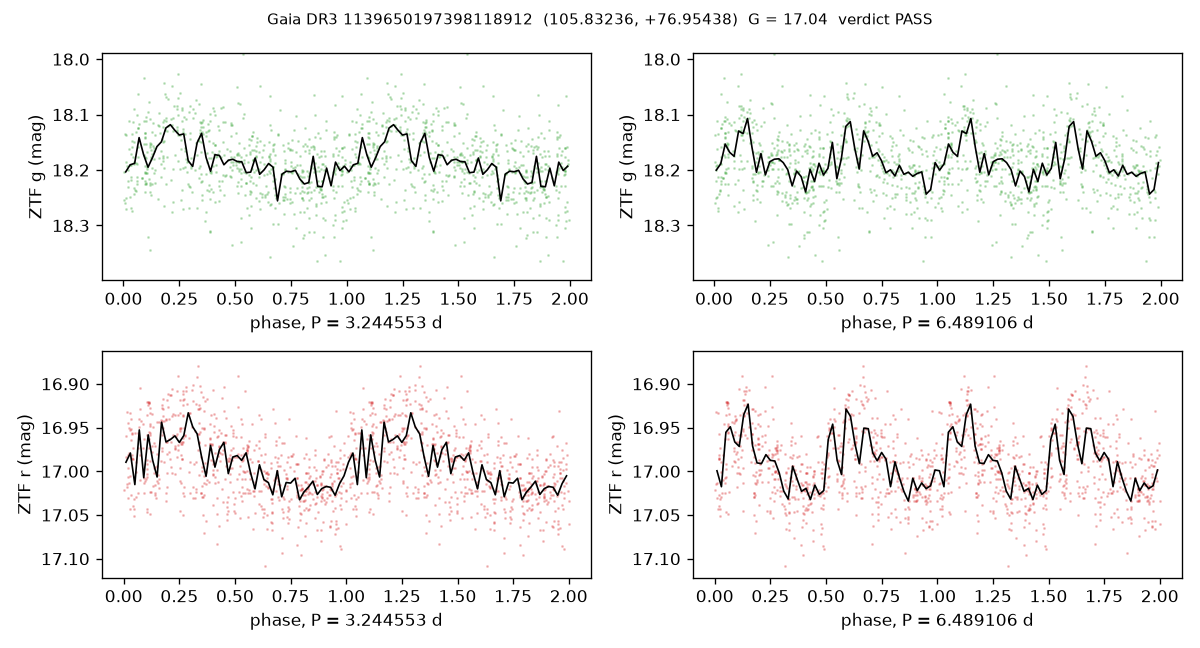 Gaia DR3 1139650197398118912  (105.83236, +76.95438)  G = 17.04  verdict PASS
18.0
18.1
18.2
18.3
ZTF g (mag)
0.00 0.25 0.50 0.75 1.00 1.25 1.50 1.75 2.00
phase, P = 3.244553 d
18.0
18.1
18.2
18.3
ZTF g (mag)
0.00 0.25 0.50 0.75 1.00 1.25 1.50 1.75 2.00
phase, P = 6.489106 d
16.90
16.95
17.00
17.05
17.10
ZTF r (mag)
0.00 0.25 0.50 0.75 1.00 1.25 1.50 1.75 2.00
phase, P = 3.244553 d
16.90
16.95
17.00
17.05
17.10
ZTF r (mag)
0.00 0.25 0.50 0.75 1.00 1.25 1.50 1.75 2.00
phase, P = 6.489106 d